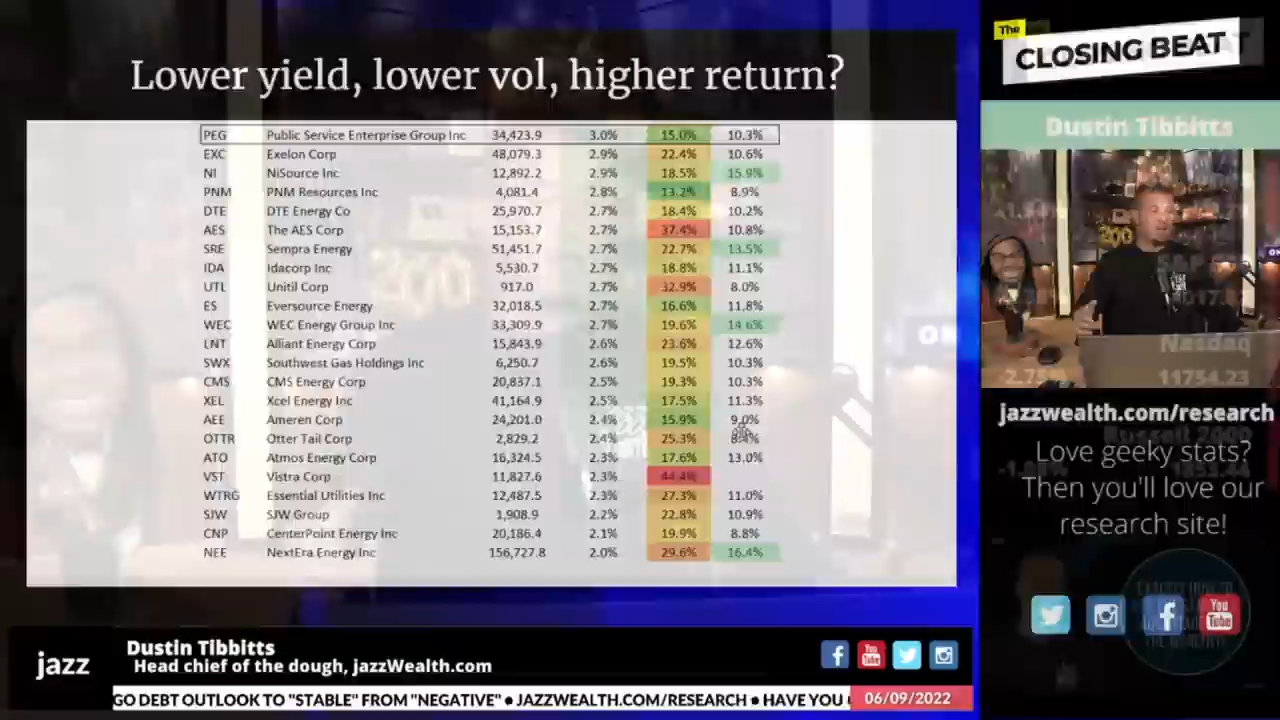 Lower yield, lower vol, higher return?
PEG Public Service Enterprise Group Inc 34,423.9 3.0% 15.0% 10.3%
EXC Exelon Corp 48,079.3 2.9% 22.4% 10.6%
NI NiSource Inc 12,892.2 2.9% 18.5% 15.9%
PNM PNM Resources Inc 4,081.4 2.8% 13.2% 8.9%
DTE DTE Energy Co 25,970.7 2.7% 18.4% 10.2%
AES The AES Corp 15,153.7 2.7% 37.4% 10.8%
SRE Sempra Energy 51,451.7 2.7% 22.7% 13.5%
IDA Idacorp Inc 5,530.7 2.7% 18.8% 11.1%
UTL Unitil Corp 917.0 2.7% 32.9% 8.0%
ES Eversource Energy 32,018.5 2.7% 16.6% 11.8%
WEC WEC Energy Group Inc 33,309.9 2.7% 19.6% 14.6%
LNT Alliant Energy Corp 15,843.9 2.6% 23.6% 12.6%
SWX Southwest Gas Holdings Inc 6,250.7 2.6% 19.5% 10.3%
CMS CMS Energy Corp 20,837.1 2.5% 19.3% 10.3%
XEL Xcel Energy Inc 41,164.9 2.5% 17.5% 11.3%
AEE Ameren Corp 24,201.0 2.4% 15.9% 9.0%
OTTR Otter Tail Corp 2,829.2 2.4% 25.3% 8.4%
ATO Atmos Energy Corp 16,324.5 2.3% 17.6% 13.0%
VST Vistra Corp 11,827.6 2.3% 44.4%
WTRG Essential Utilities Inc 12,487.5 2.3% 27.3% 11.0%
SJW SJW Group 1,908.9 2.2% 22.8% 10.9%
CNP CenterPoint Energy Inc 20,186.4 2.1% 19.9% 8.8%
NEE NextEra Energy Inc 156,727.8 2.0% 29.6% 16.4%
The
CLOSING BEAT
Dustin Tibbitts
200
Nasdaq
11754.23
jazzwealth.com/research
Love geeky stats?
Then you'll love our
research site!
You
Tube
jazz
Dustin Tibbitts
Head chief of the dough, jazzWealth.com
You
Tube
GO DEBT OUTLOOK TO "STABLE" FROM "NEGATIVE" ● JAZZWEALTH.COM/RESEARCH ● HAVE YOU
06/09/2022